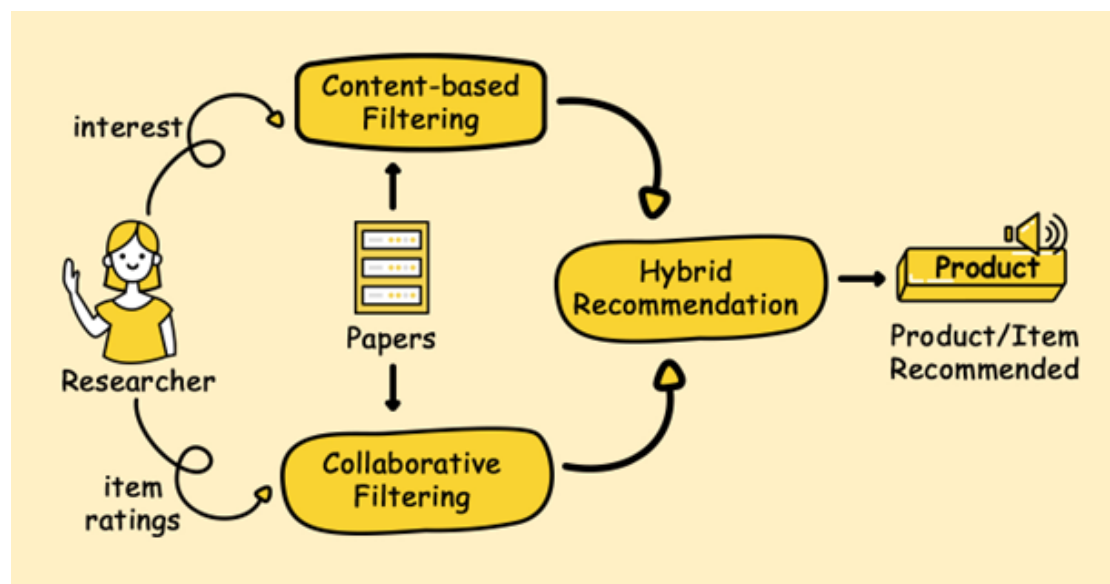 Content-based
Filtering
interest
Papers
Researcher
Hybrid
Recommendation
Product
Product/Item
Recommended
Collaborative
Filtering
item
ratings